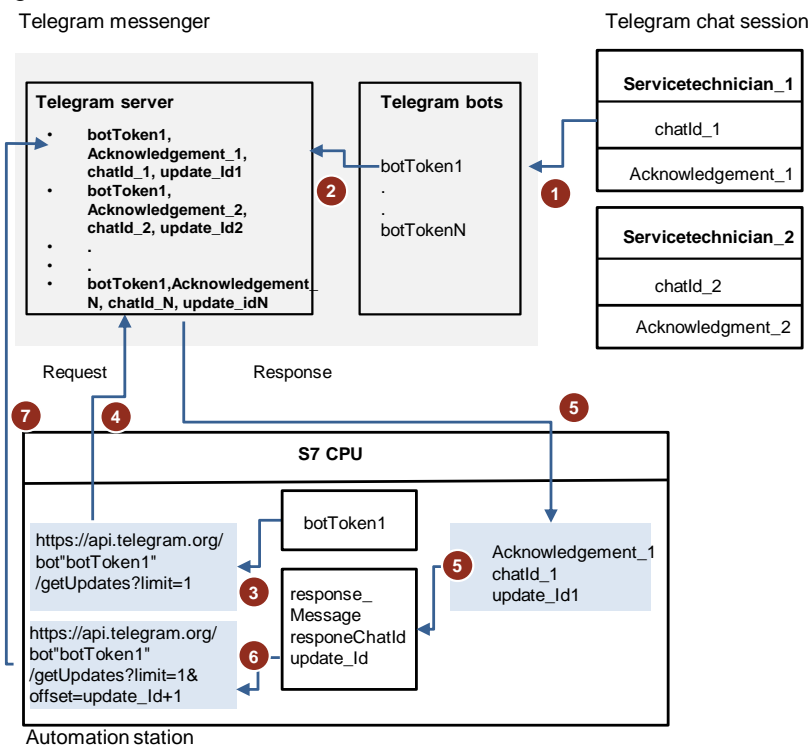 Telegram messenger
Telegram chat session
Telegram server
• botToken1,
Acknowledgement_1,
chatId_1, update_Id1
• botToken1,
Acknowledgement_2,
chatId_2, update_Id2
• .
• .
• botToken1,Acknowledgement_
N, chatId_N, update_idN
Telegram bots
botToken1
.
.
botTokenN
2
1
Servicetechnician_1
chatId_1
Acknowledgement_1
Servicetechnician_2
chatId_2
Acknowledgment_2
Request
Response
7
4
5
S7 CPU
https://api.telegram.org/
bot"botToken1"
/getUpdates?limit=1
botToken1
3
Acknowledgement_1
chatId_1
update_Id1
5
response_
Message
responeChatId
update_Id
6
https://api.telegram.org/
bot"botToken1"
/getUpdates?limit=1&
offset=update_Id+1
Automation station